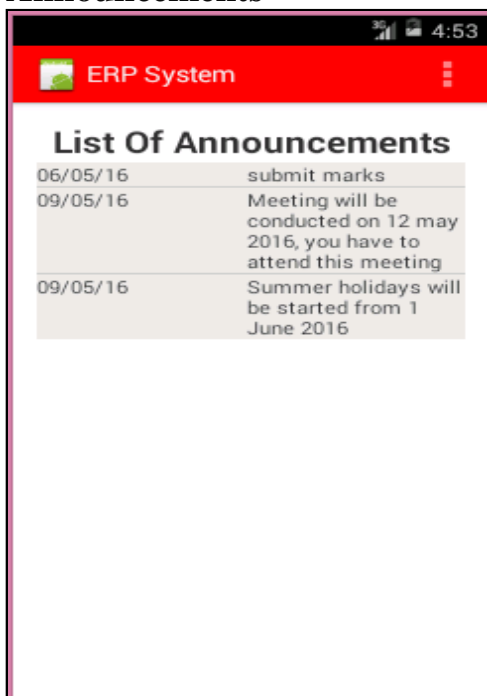 Announcements
3G 4:53
ERP System
List Of Announcements
06/05/16 submit marks
09/05/16 Meeting will be
conducted on 12 may
2016, you have to
attend this meeting
09/05/16 Summer holidays will
be started from 1
June 2016